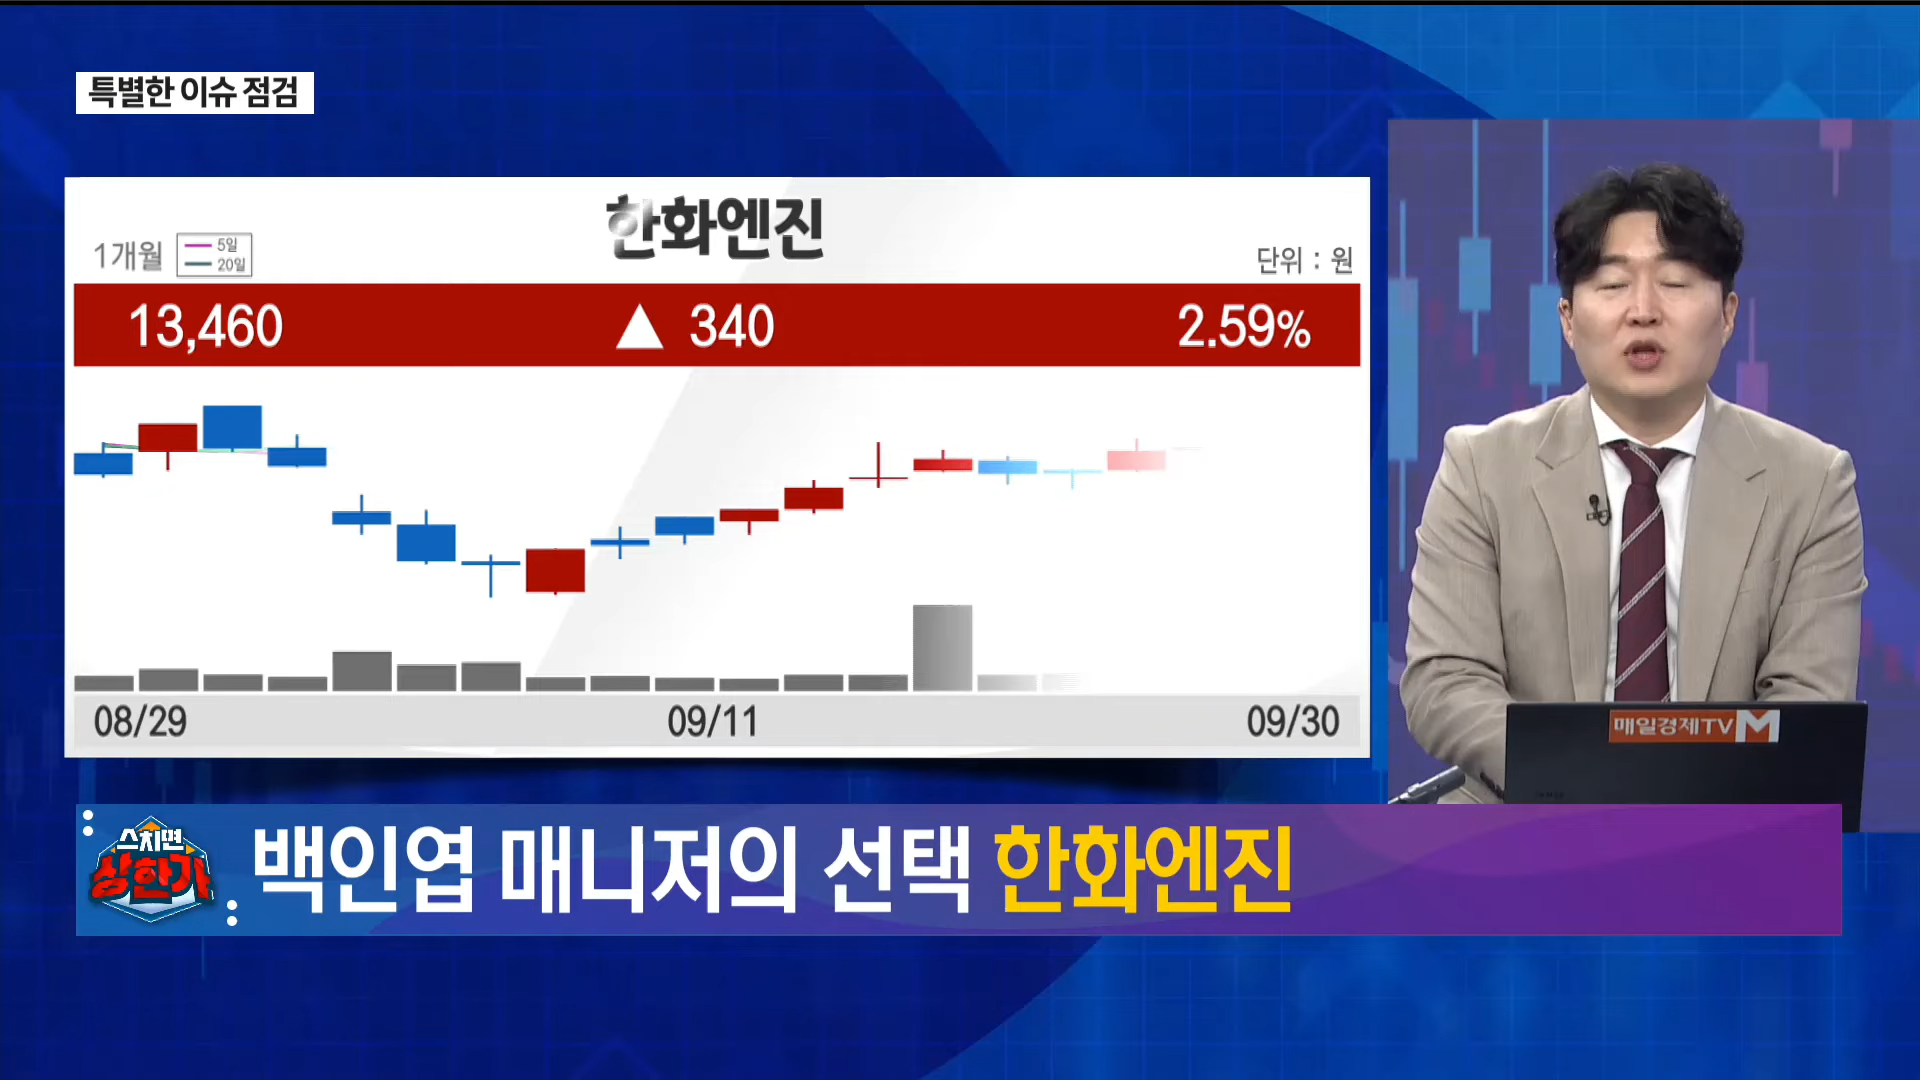 특별한 이슈 점검
한화엔진
1개월
5일
20일
단위 : 원
13,460 ▲ 340 2.59%
08/29 09/11 09/30
매일경제TV M
스치면
상한가
백인엽 매니저의 선택 한화엔진